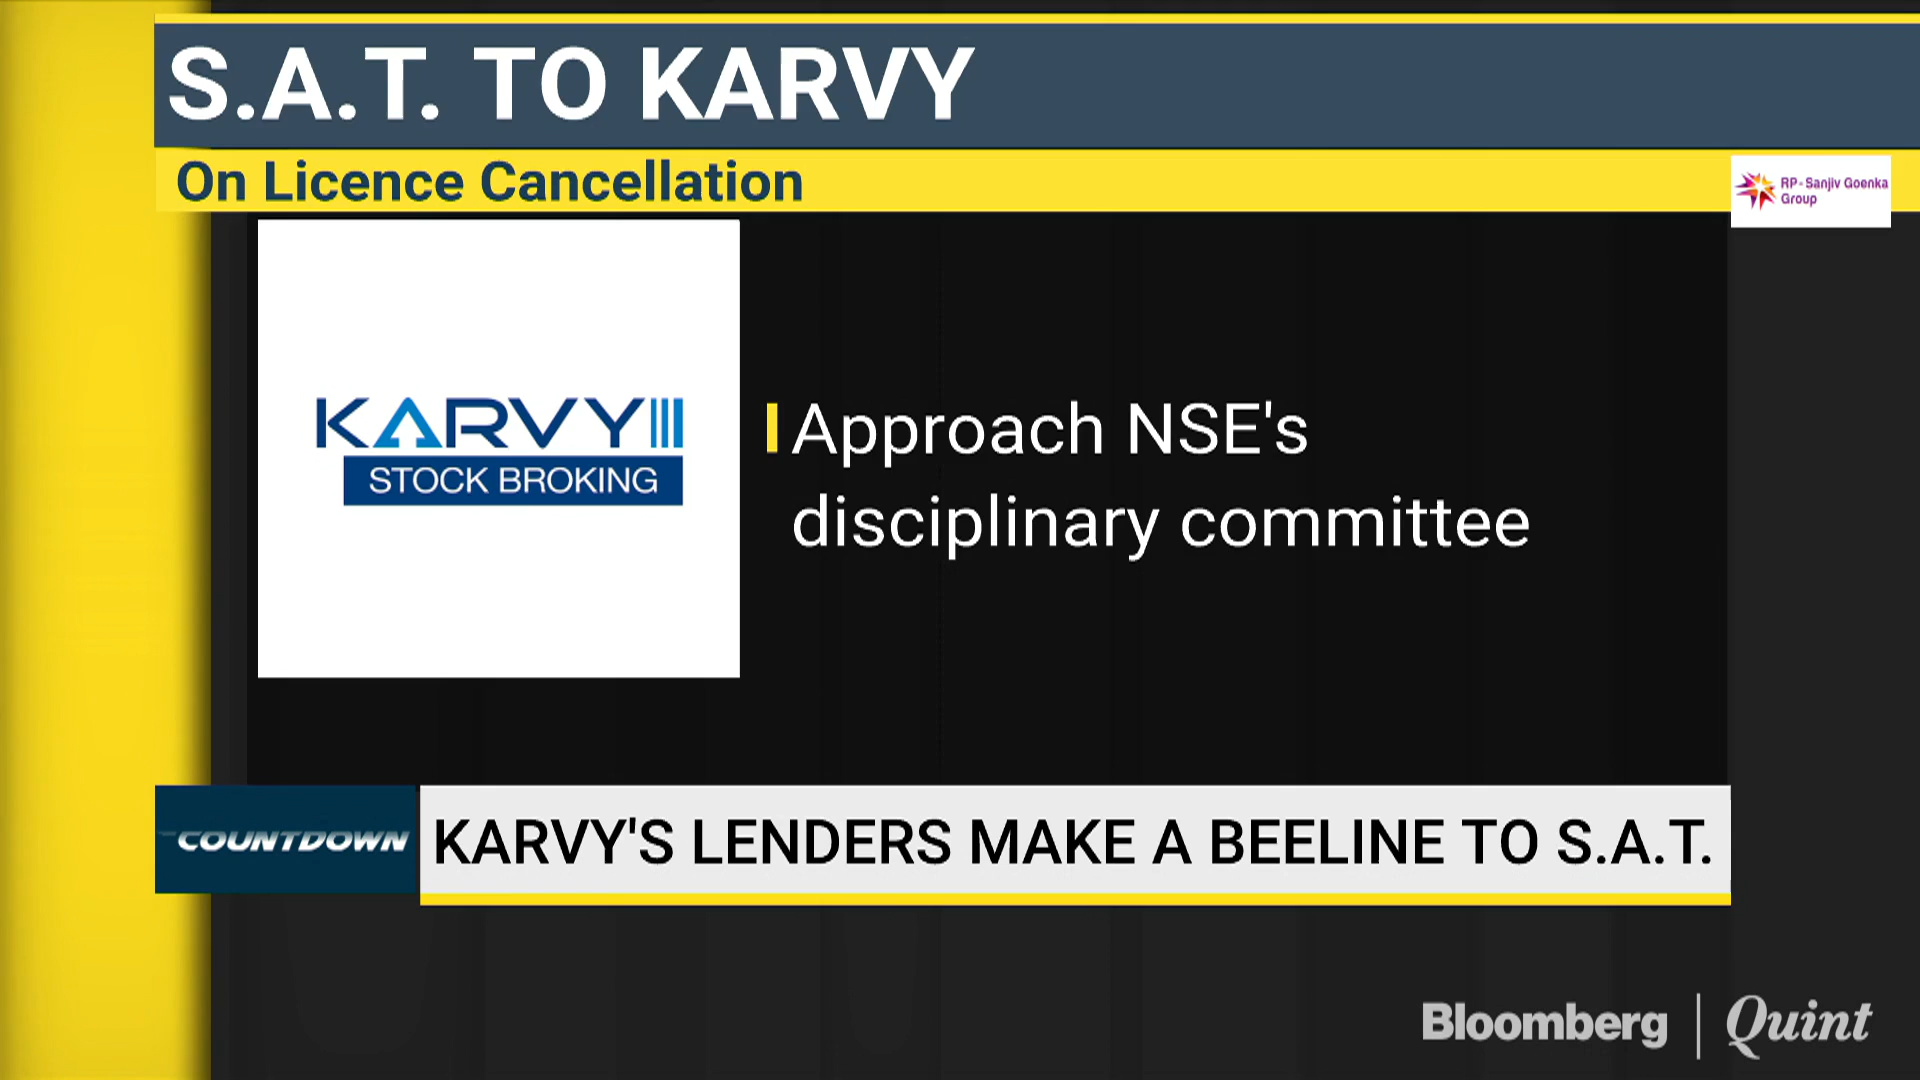 S.A.T. TO KARVY
On Licence Cancellation
RP-Sanjiv Goenka
Group
KARVY
STOCK BROKING
Approach NSE's
disciplinary committee
COUNTDOWN
KARVY'S LENDERS MAKE A BEELINE TO S.A.T.
Bloomberg | Quint